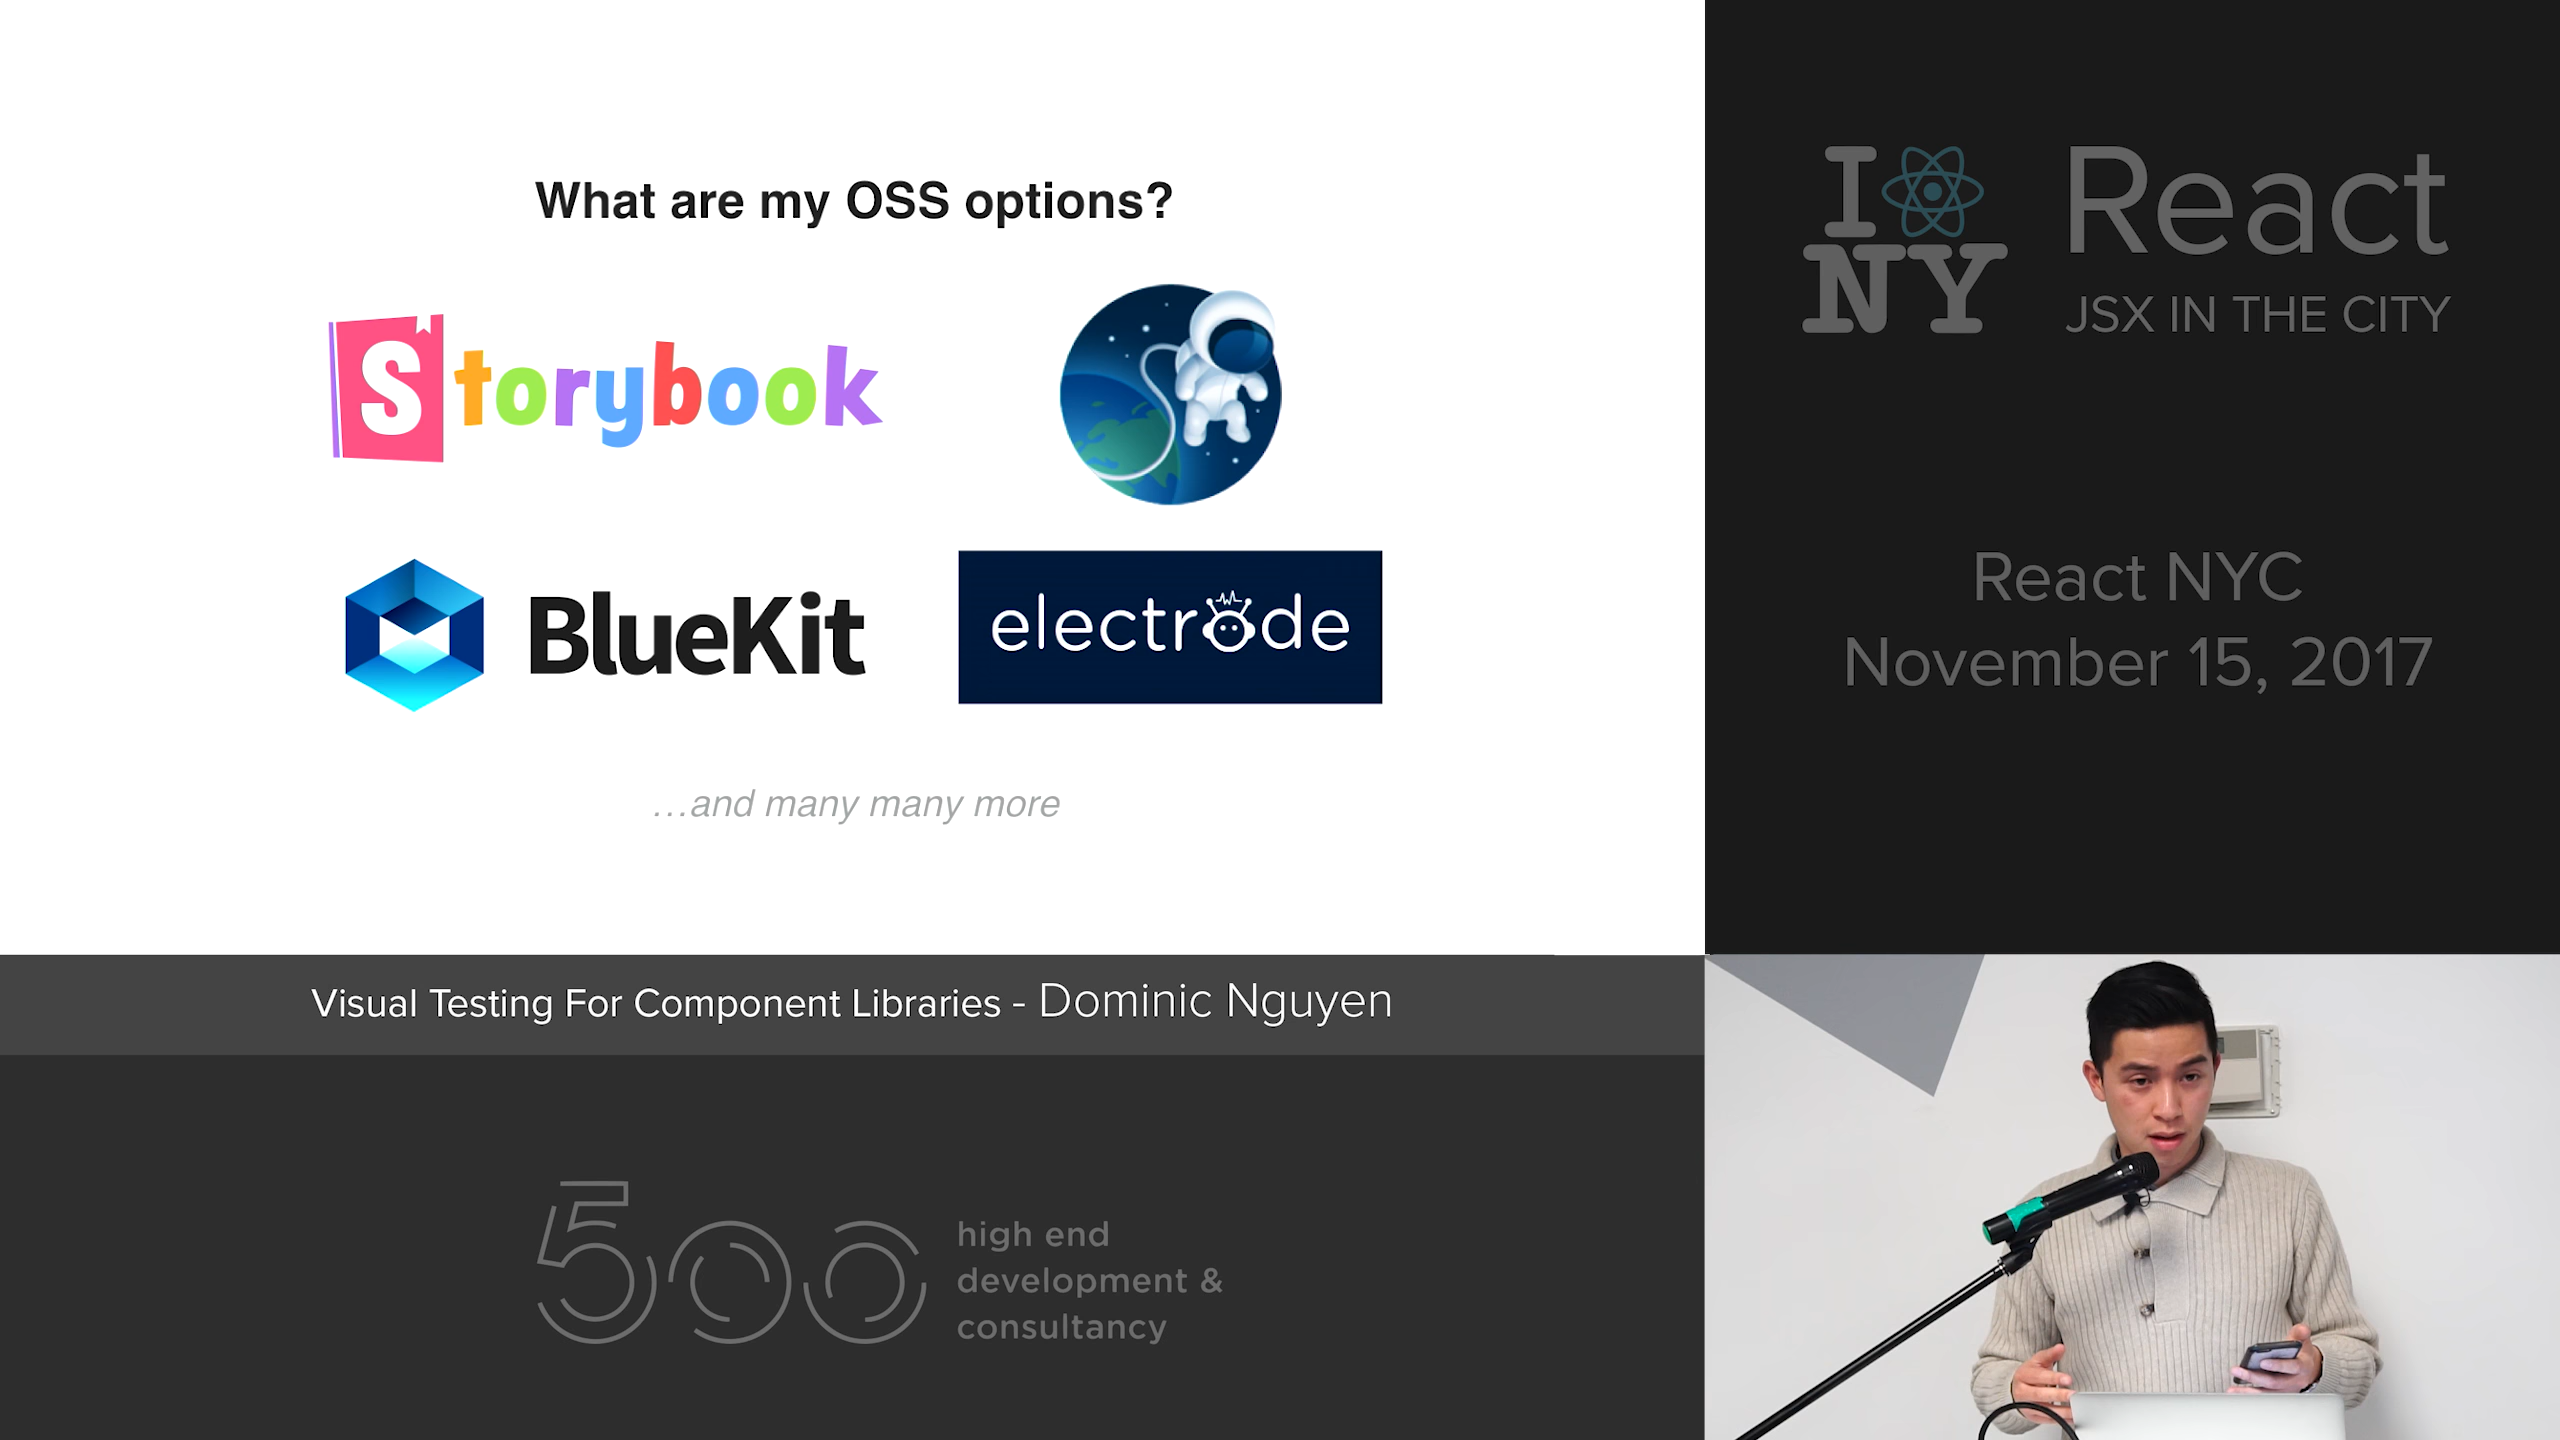 What are my OSS options?
Storybook
BlueKit
electrode
…and many many more
I NY
React
JSX IN THE CITY
React NYC
November 15, 2017
Visual Testing For Component Libraries - Dominic Nguyen
500
high end
development &
consultancy